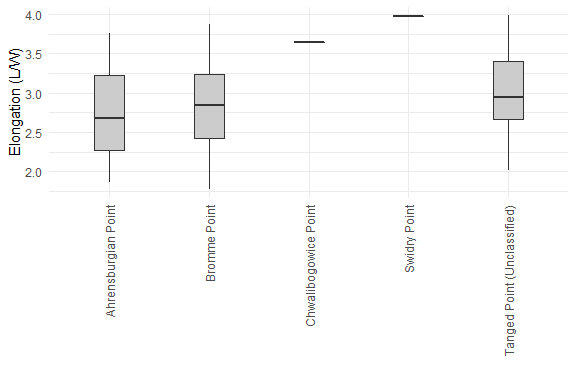 Elongation (L/W)
4.0
3.5
3.0
2.5
2.0
Ahrensburgian Point
Bromme Point
Chwalibogowice Point
Swidry Point
Tanged Point (Unclassified)